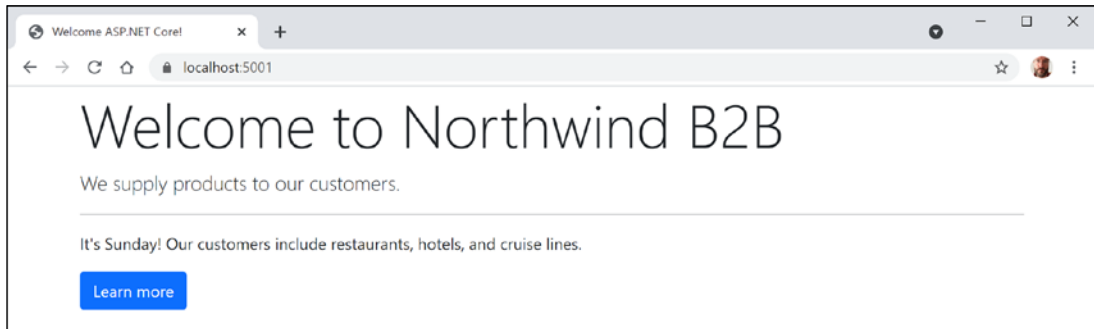 Welcome ASP.NET Core!
localhost:5001
Welcome to Northwind B2B
We supply products to our customers.
It's Sunday! Our customers include restaurants, hotels, and cruise lines.
Learn more